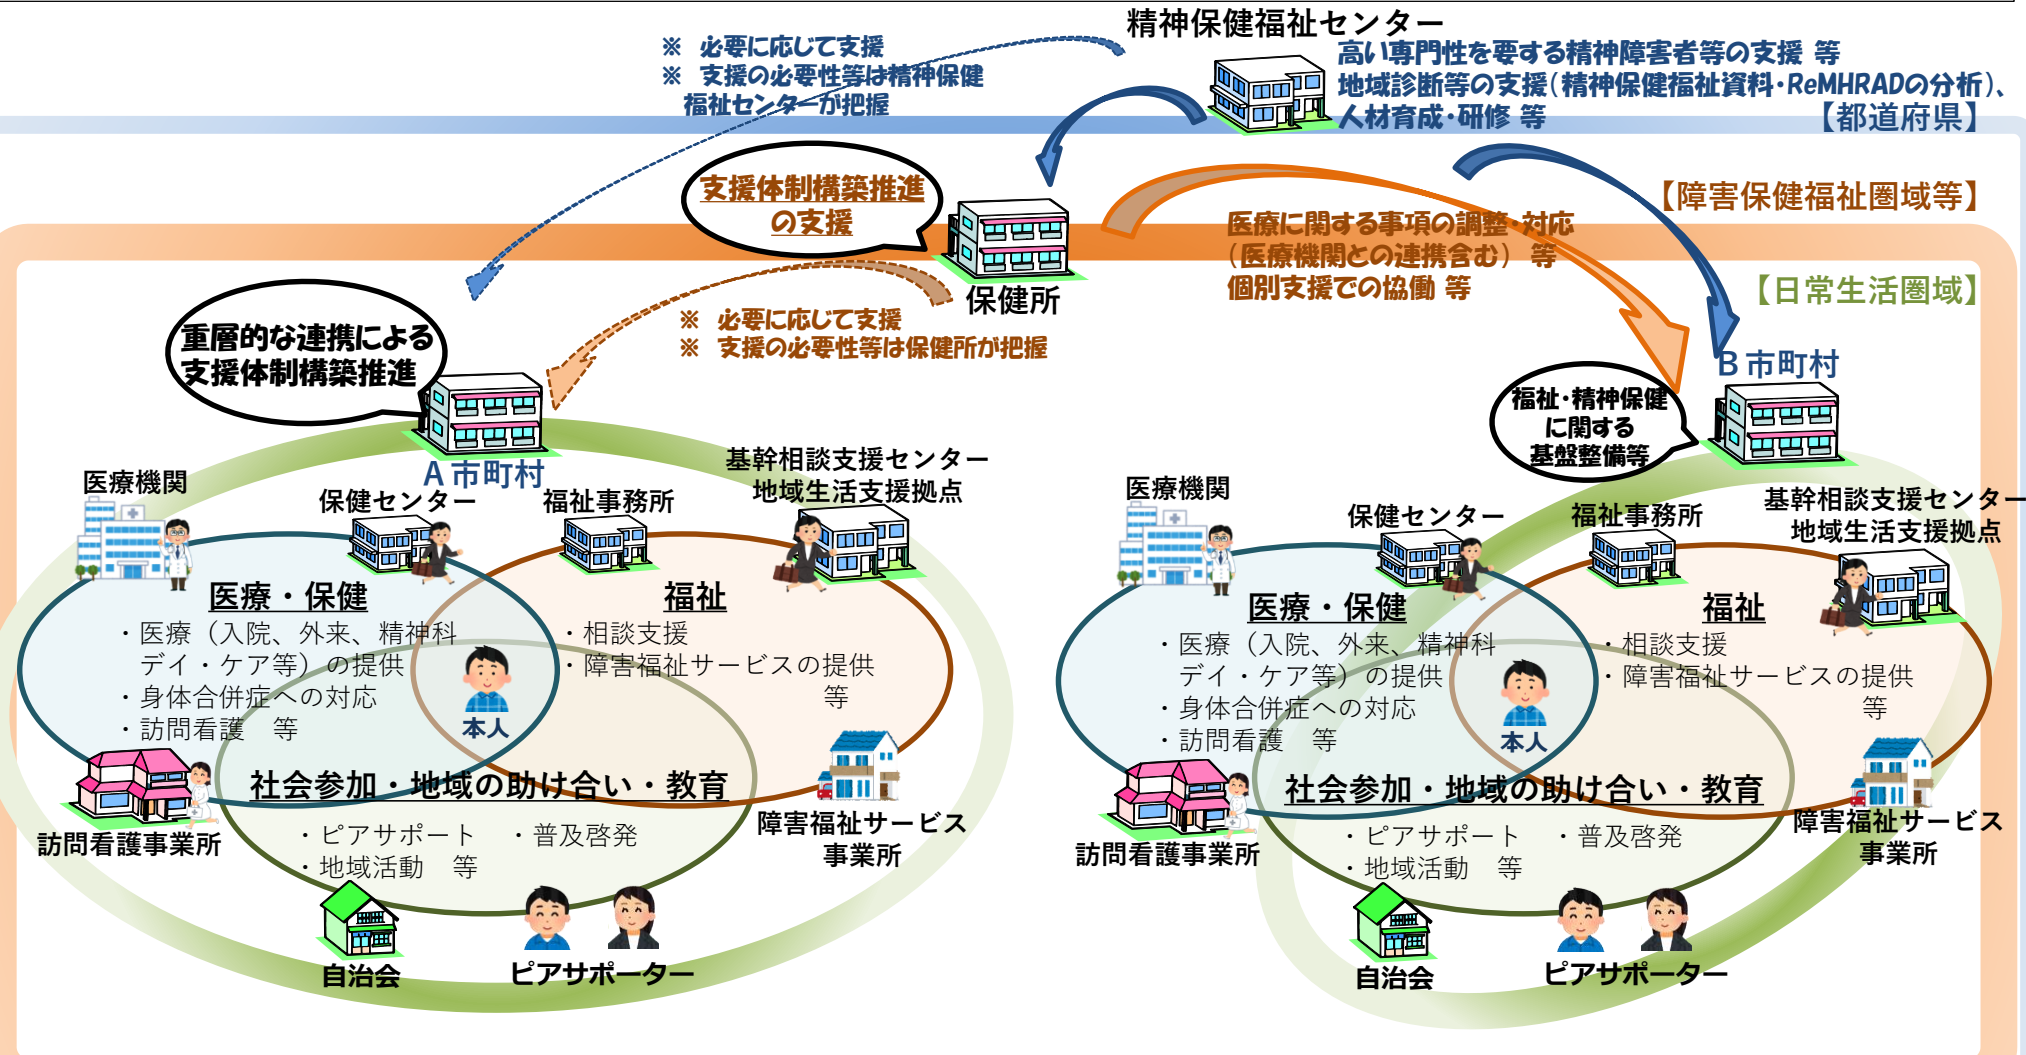 精神保健福祉センター
※ 必要に応じて支援
※ 支援の必要性等は精神保健
福祉センターが把握
高い専門性を要する精神障害者等の支援 等
地域診断等の支援(精神保健福祉資料・ReMHRADの分析)、
人材育成・研修 等
【都道府県】
支援体制構築推進
の支援
【障害保健福祉圏域等】
医療に関する事項の調整・対応
(医療機関との連携含む) 等
個別支援での協働 等
【日常生活圏域】
保健所
※ 必要に応じて支援
※ 支援の必要性等は保健所が把握
重層的な連携による
支援体制構築推進
A市町村
医療機関
保健センター
福祉事務所
基幹相談支援センター
地域生活支援拠点
医療・保健
・医療（入院、外来、精神科
デイ・ケア等）の提供
・身体合併症への対応
・訪問看護　等
福祉
・相談支援
・障害福祉サービスの提供
等
本人
社会参加・地域の助け合い・教育
・ピアサポート　・普及啓発
・地域活動　等
訪問看護事業所
障害福祉サービス
事業所
自治会
ピアサポーター
B市町村
福祉・精神保健
に関する
基盤整備等
医療機関
保健センター
福祉事務所
基幹相談支援センター
地域生活支援拠点
医療・保健
・医療（入院、外来、精神科
デイ・ケア等）の提供
・身体合併症への対応
・訪問看護　等
福祉
・相談支援
・障害福祉サービスの提供
等
本人
社会参加・地域の助け合い・教育
・ピアサポート　・普及啓発
・地域活動　等
訪問看護事業所
障害福祉サービス
事業所
自治会
ピアサポーター